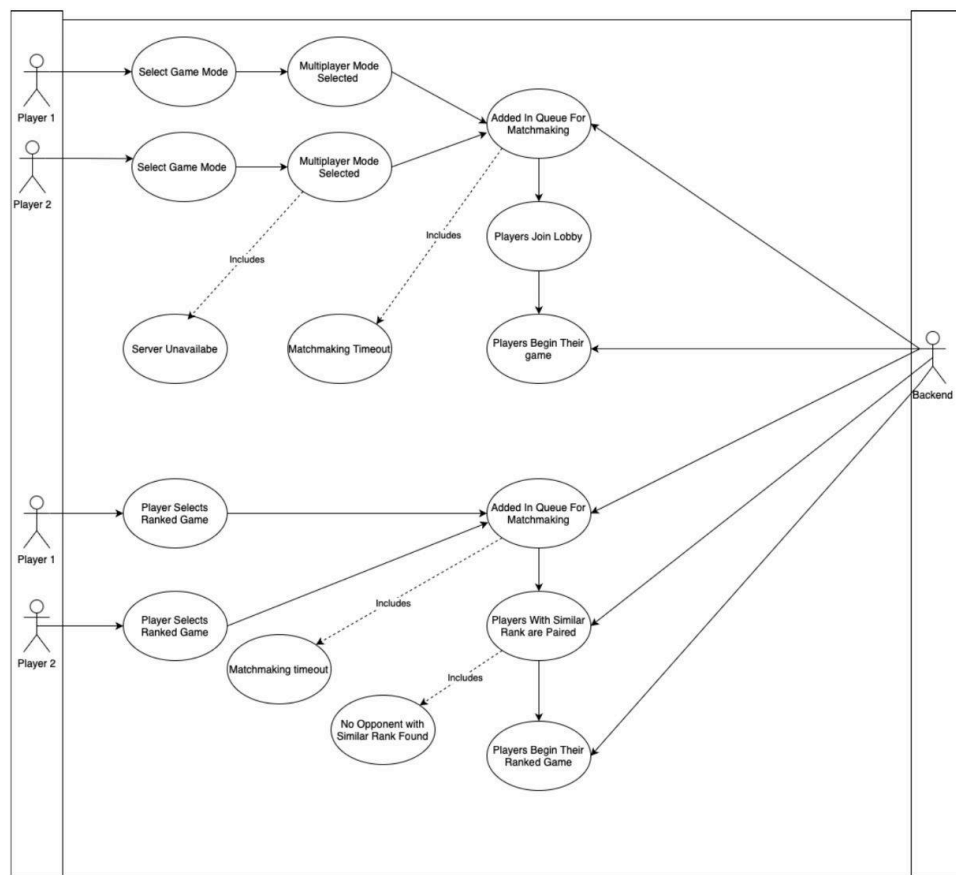 Player 1
Select Game Mode
Multiplayer Mode
Selected
Added In Queue For
Matchmaking
Player 2
Select Game Mode
Multiplayer Mode
Selected
Includes
Includes
Players Join Lobby
Server Unavailabe
Matchmaking Timeout
Players Begin Their
game
Backend
Player 1
Player Selects
Ranked Game
Added In Queue For
Matchmaking
Player 2
Player Selects
Ranked Game
Includes
Players With Similar
Rank are Paired
Matchmaking timeout
Includes
No Opponent with
Similar Rank Found
Players Begin Their
Ranked Game